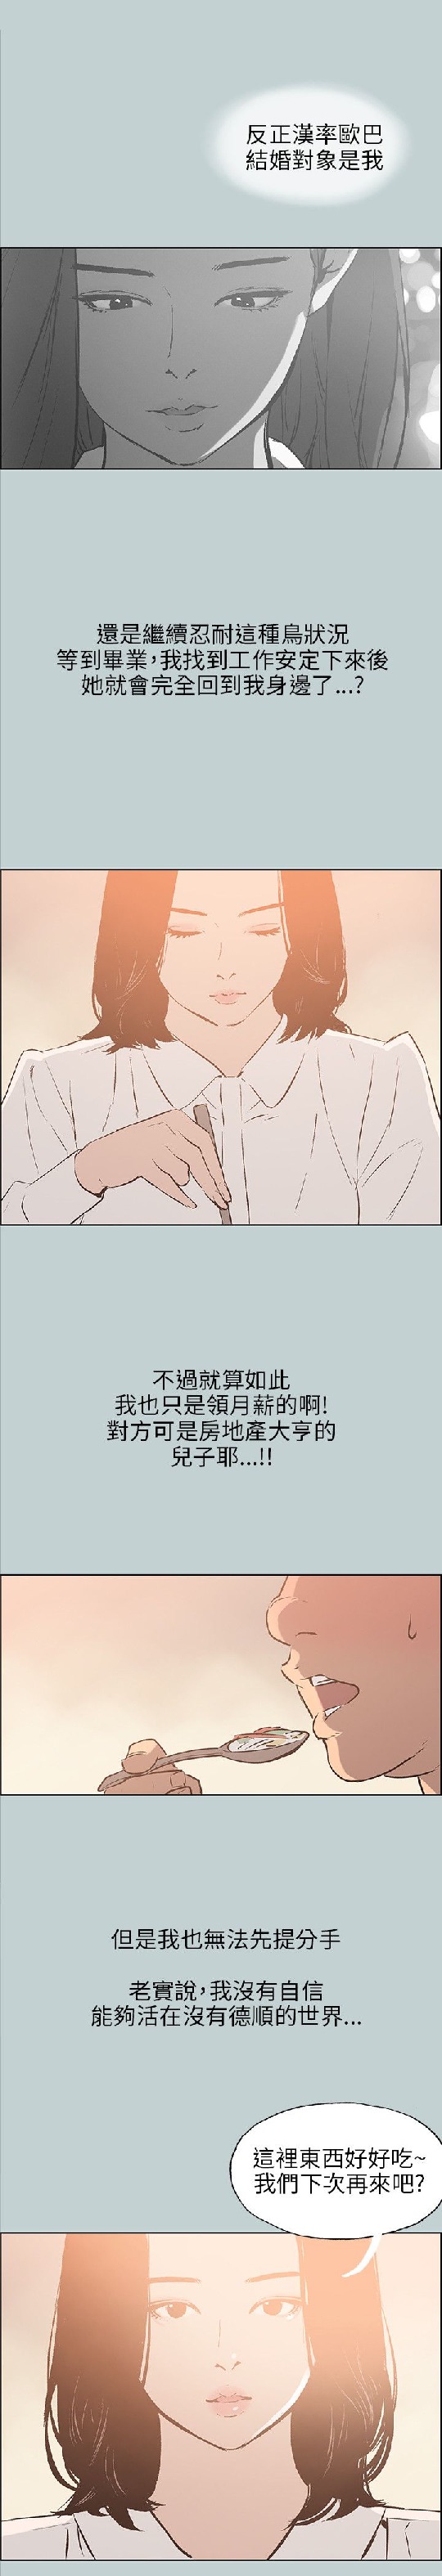 反正漢率歐巴
結婚對象是我
還是繼續忍耐這種鳥狀況
等到畢業,我找到工作安定下來後
她就會完全回到我身邊了...?
不過就算如此
我也只是領月薪的啊!
對方可是房地產大亨的
兒子耶...!!
但是我也無法先提分手
老實說,我沒有自信
能夠活在沒有德順的世界...
這裡東西好好吃~
我們下次再來吧?